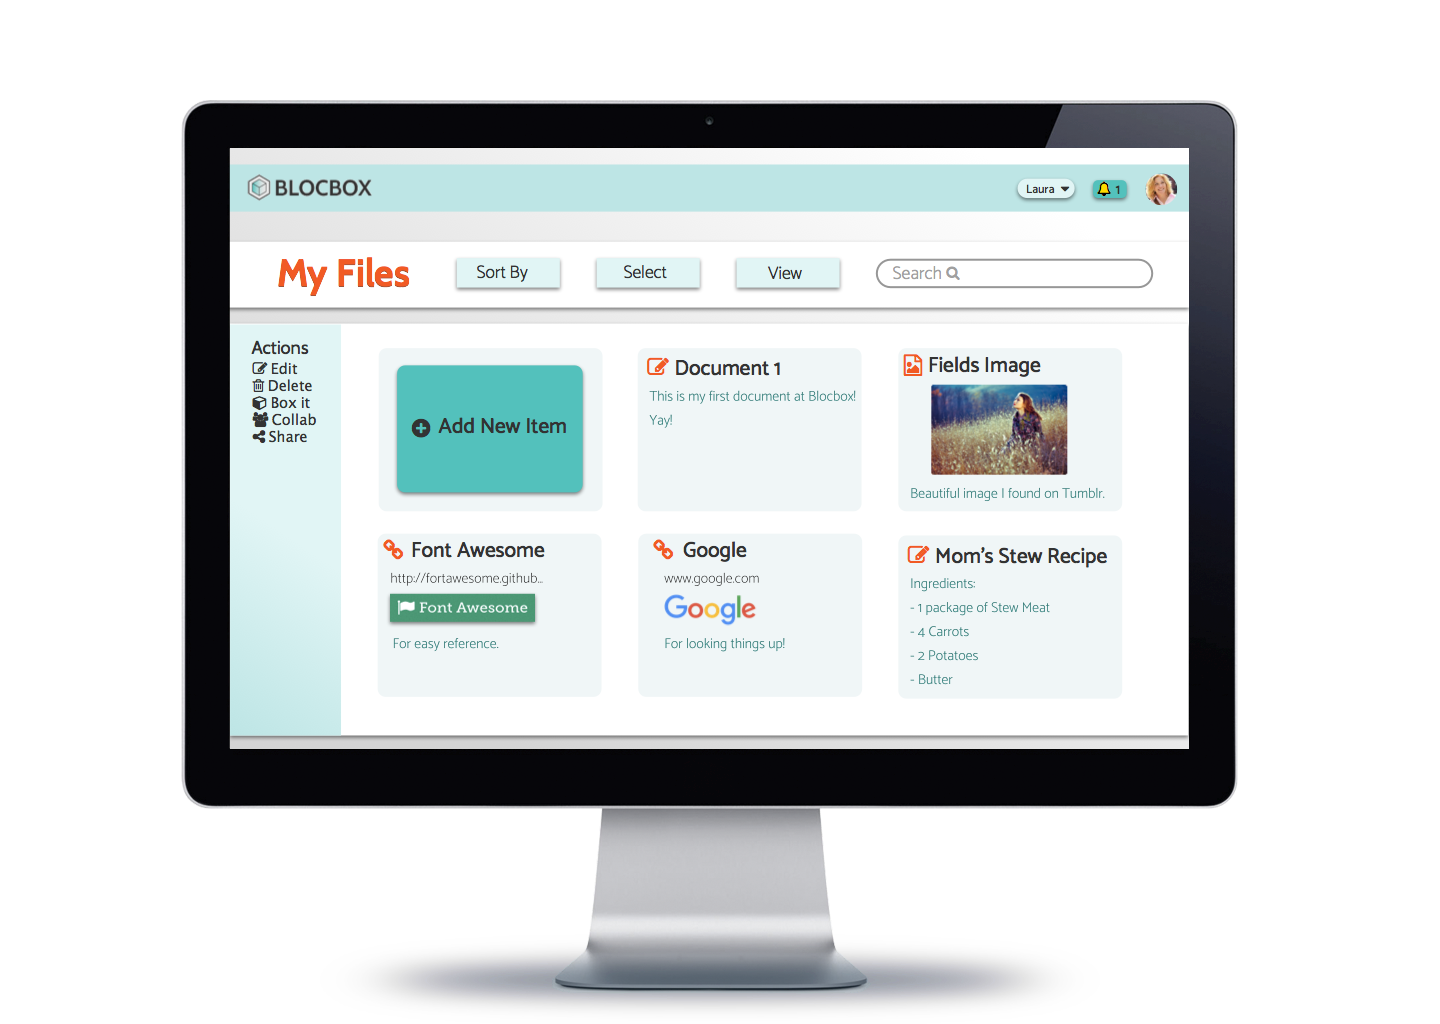 BLOCBOX
Laura
1
My Files
Sort By
Select
View
Search
Actions
Edit
Delete
Box it
Collab
Share
Add New Item
Document 1
This is my first document at Blocbox!
Yay!
Fields Image
Beautiful image I found on Tumblr.
Font Awesome
http://fortawesome.github...
Font Awesome
For easy reference.
Google
www.google.com
Google
For looking things up!
Mom's Stew Recipe
Ingredients:
- 1 package of Stew Meat
- 4 Carrots
- 2 Potatoes
- Butter